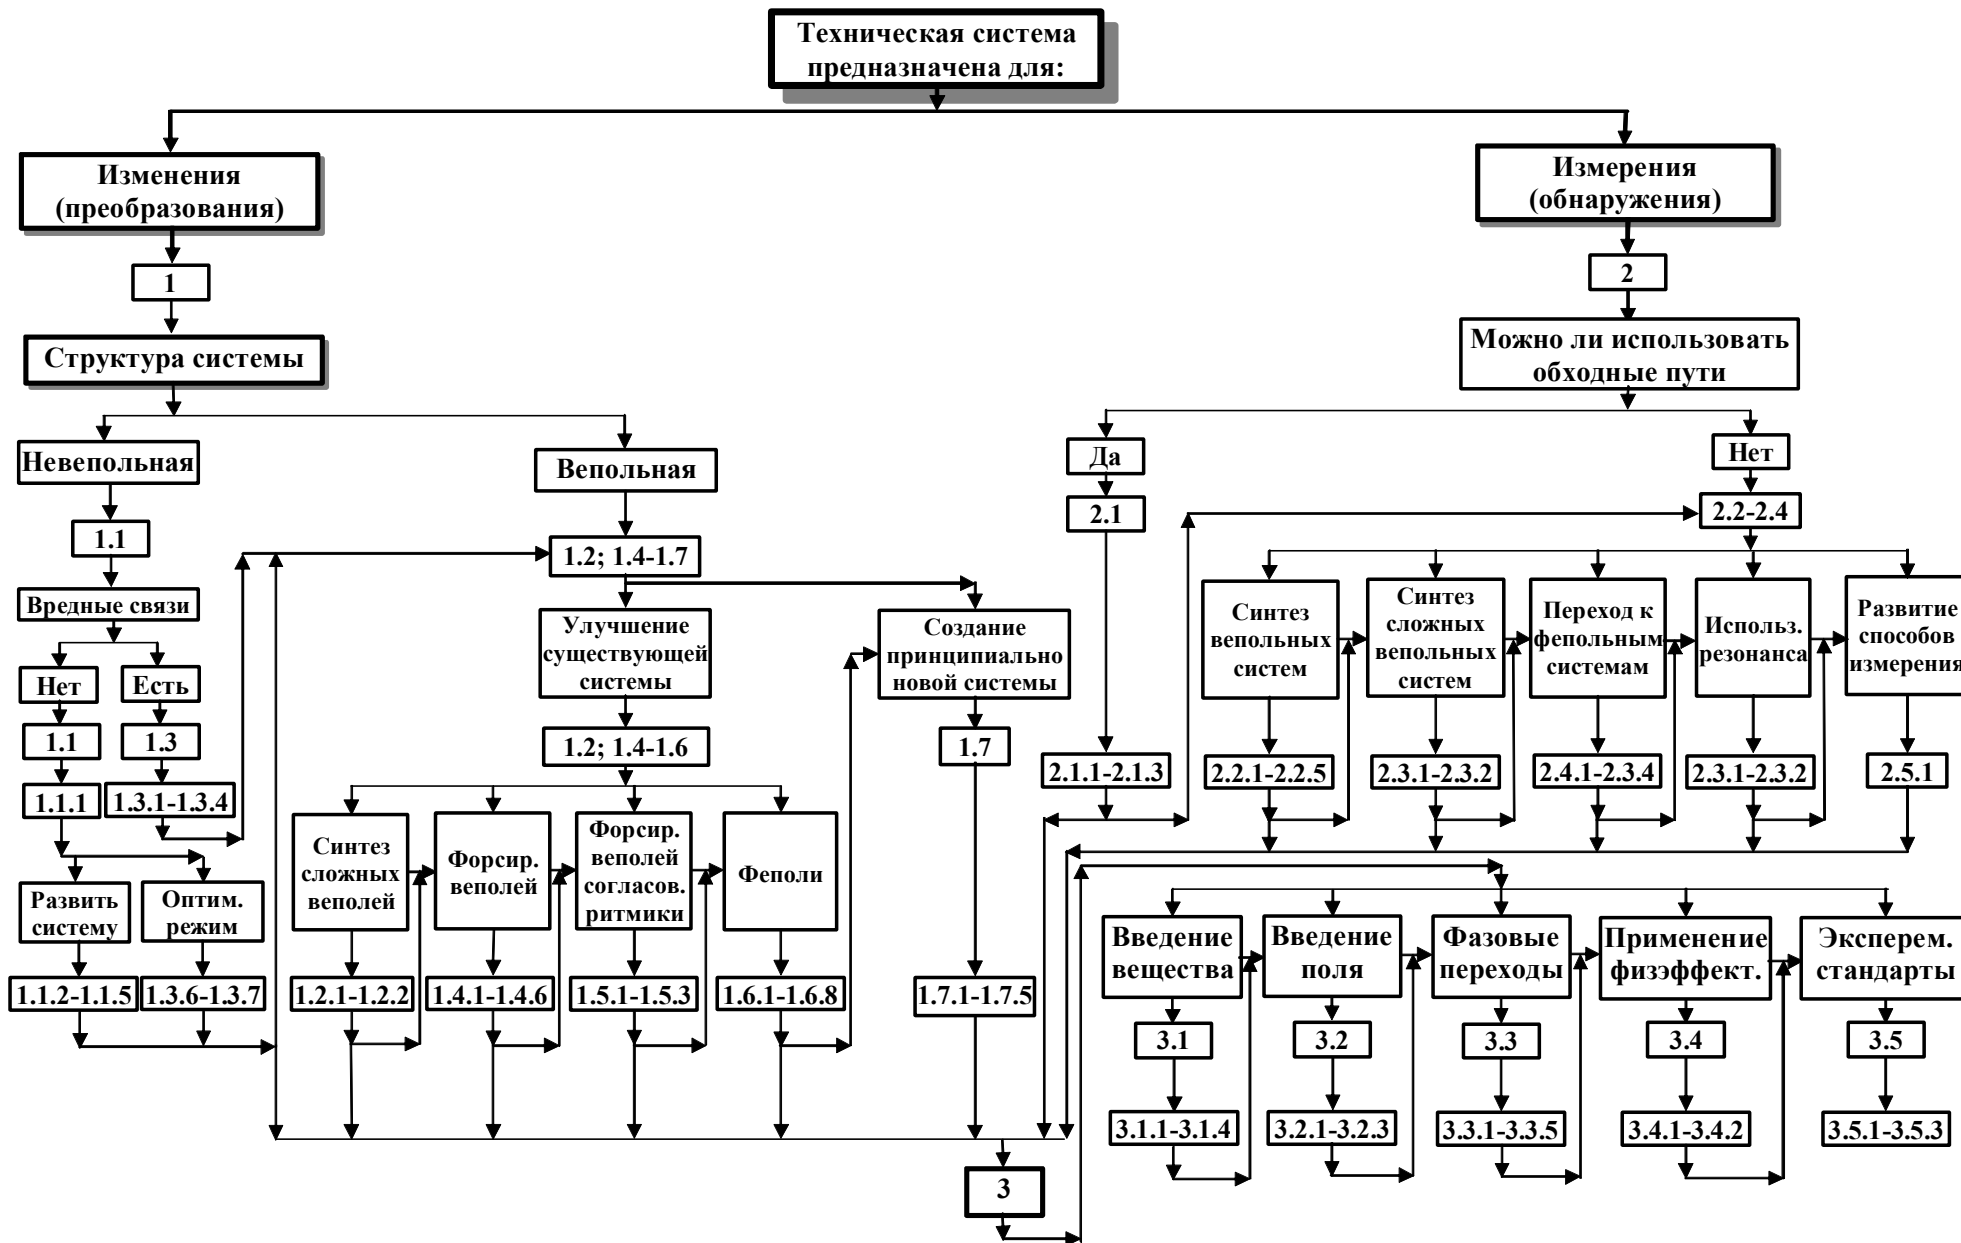 Техническая система
предназначена для:
Изменения
(преобразования)
Измерения
(обнаружения)
1
2
Структура системы
Можно ли использовать
обходные пути
Невепольная
Вепольная
Да
Нет
1.1
1.2; 1.4-1.7
2.1
2.2-2.4
Вредные связи
Нет
Есть
1.1
1.3
1.1.1
1.3.1-1.3.4
Развить
систему
Оптим.
режим
1.1.2-1.1.5
1.3.6-1.3.7
Улучшение
существующей
системы
Создание
принципиально
новой системы
1.2; 1.4-1.6
1.7
Синтез
сложных
веполей
Форсир.
веполей
Форсир.
веполей
согласов.
ритмики
Феполи
1.2.1-1.2.2
1.4.1-1.4.6
1.5.1-1.5.3
1.6.1-1.6.8
1.7.1-1.7.5
2.1.1-2.1.3
Синтез
вепольных
систем
Синтез
сложных
вепольных
систем
Переход к
фепольным
системам
Использ.
резонанса
Развитие
способов
измерения
2.2.1-2.2.5
2.3.1-2.3.2
2.4.1-2.3.4
2.3.1-2.3.2
2.5.1
3
Введение
вещества
Введение
поля
Фазовые
переходы
Применение
физэффект.
Эксперем.
стандарты
3.1
3.2
3.3
3.4
3.5
3.1.1-3.1.4
3.2.1-3.2.3
3.3.1-3.3.5
3.4.1-3.4.2
3.5.1-3.5.3